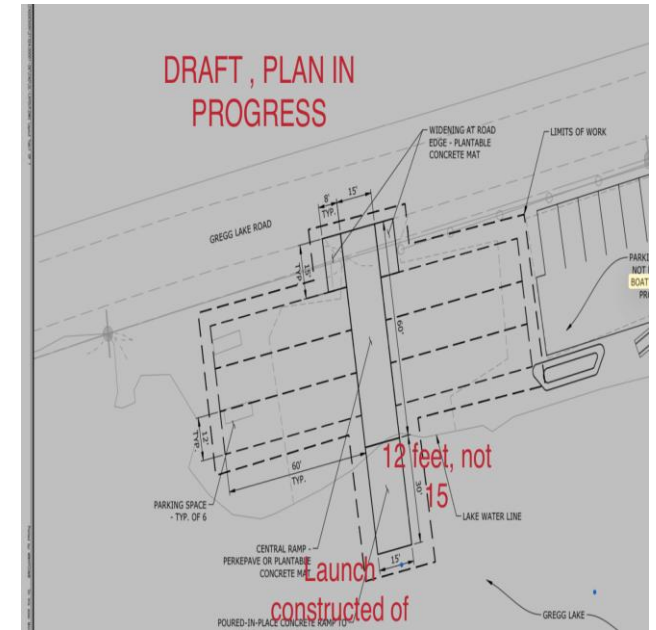 DRAFT , PLAN IN
PROGRESS
WIDENING AT ROAD
EDGE - PLANTABLE
CONCRETE MAT
LIMITS OF WORK
8'
TYP.
15'
GREGG LAKE ROAD
15'
TYP.
PARKI
NOT
BOAT
PR
60'
12'
TYP.
60'
TYP.
12 feet, not
15
30'
PARKING SPACE
- TYP. OF 6
LAKE WATER LINE
CENTRAL RAMP -
PERKEPAVE OR PLANTABLE
CONCRETE MAT
15'
Launch
constructed of
POURED-IN-PLACE CONCRETE RAMP TO
GREGG LAKE